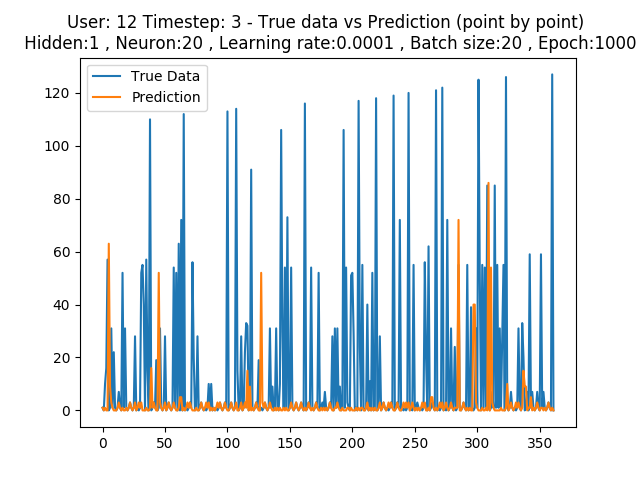 User: 12 Timestep: 3 - True data vs Prediction (point by point)
Hidden:1 , Neuron:20 , Learning rate:0.0001 , Batch size:20 , Epoch:1000
True Data
Prediction
120
100
80
60
40
20
0
0 50 100 150 200 250 300 350